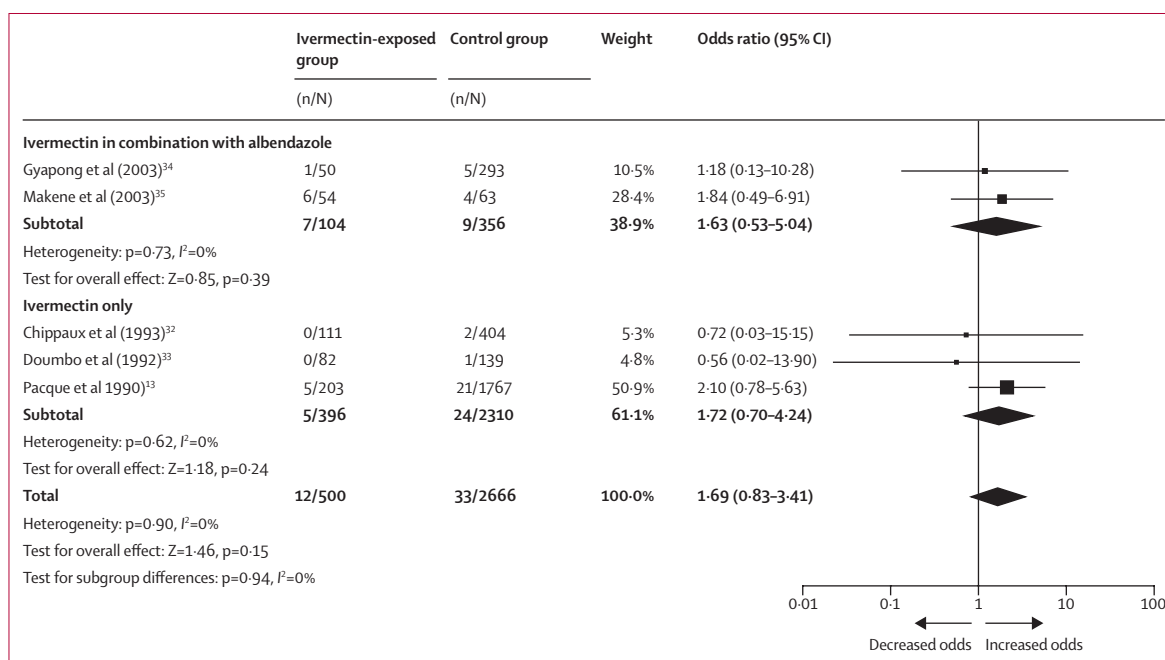 Ivermectin-exposed group Control group Weight Odds ratio (95% CI)
(n/N) (n/N)
Ivermectin in combination with albendazole
Gyapong et al (2003)³⁴ 1/50 5/293 10·5% 1·18 (0·13–10·28)
Makene et al (2003)³⁵ 6/54 4/63 28·4% 1·84 (0·49–6·91)
Subtotal 7/104 9/356 38·9% 1·63 (0·53–5·04)
Heterogeneity: p=0·73, I²=0%
Test for overall effect: Z=0·85, p=0·39
Ivermectin only
Chippaux et al (1993)³² 0/111 2/404 5·3% 0·72 (0·03–15·15)
Doumbo et al (1992)³³ 0/82 1/139 4·8% 0·56 (0·02–13·90)
Pacque et al 1990)¹³ 5/203 21/1767 50·9% 2·10 (0·78–5·63)
Subtotal 5/396 24/2310 61·1% 1·72 (0·70–4·24)
Heterogeneity: p=0·62, I²=0%
Test for overall effect: Z=1·18, p=0·24
Total 12/500 33/2666 100·0% 1·69 (0·83–3·41)
Heterogeneity: p=0·90, I²=0%
Test for overall effect: Z=1·46, p=0·15
Test for subgroup differences: p=0·94, I²=0%
0·01 0·1 1 10 100
Decreased odds Increased odds